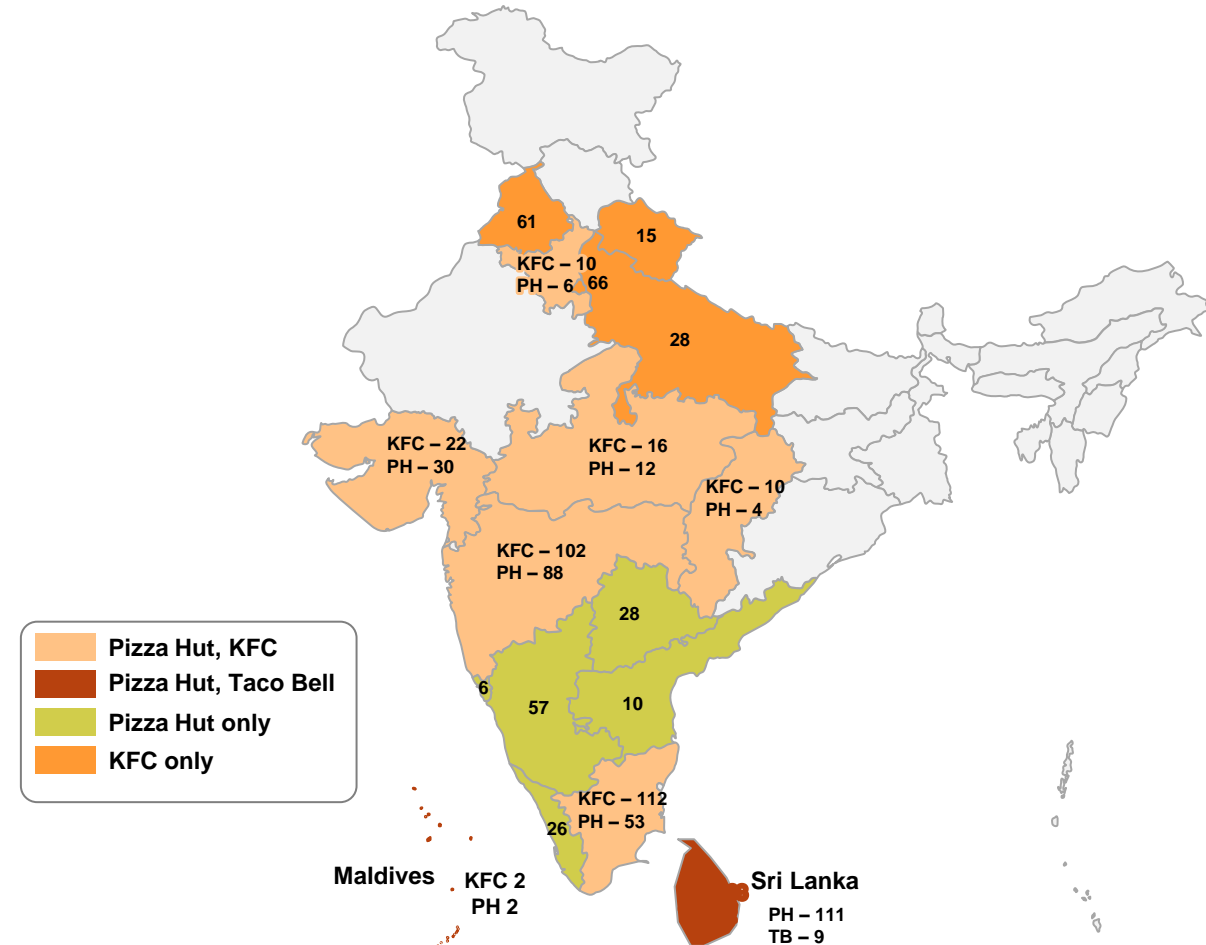 61
15
KFC – 10
PH – 6
66
28
KFC – 22
PH – 30
KFC – 16
PH – 12
KFC – 10
PH – 4
KFC – 102
PH – 88
28
6
57
10
Pizza Hut, KFC
Pizza Hut, Taco Bell
Pizza Hut only
KFC only
KFC – 112
PH – 53
26
Maldives
KFC 2
PH 2
Sri Lanka
PH – 111
TB – 9